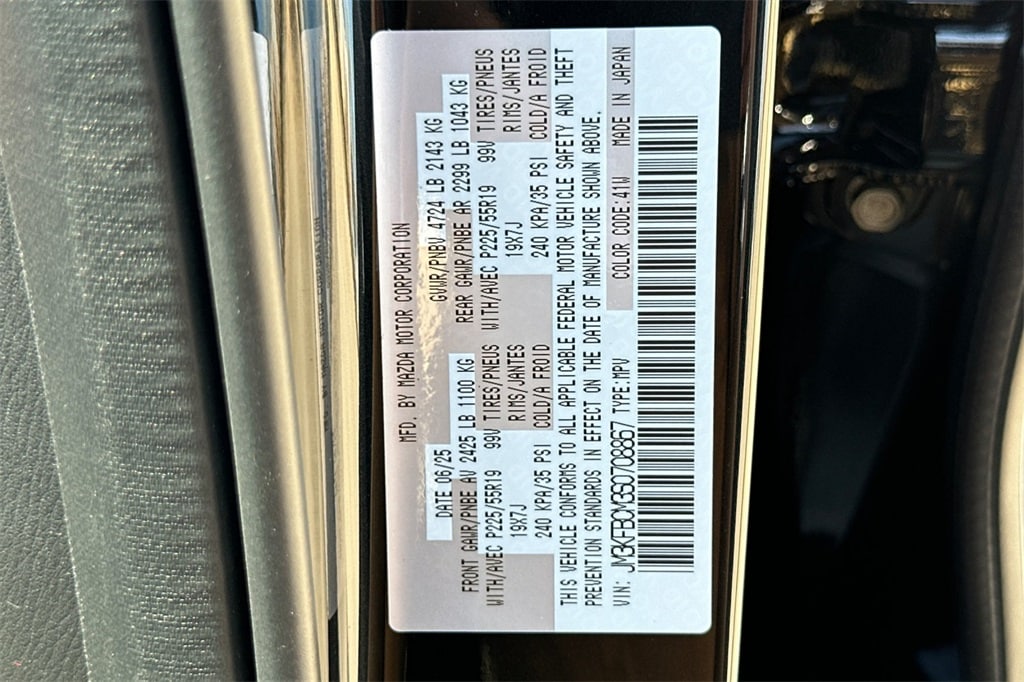 MFD. BY MAZDA MOTOR CORPORATION
DATE 06/25 GVWR/PNBV 4724 LB 2143 KG
FRONT GAWR/PNBE AV 2425 LB 1100 KG REAR GAWR/PNBE AR 2299 LB 1043 KG
WITH/AVEC P225/55R19 99V TIRES/PNEUS WITH/AVEC P225/55R19 99V TIRES/PNEUS
19X7J RIMS/JANTES 19X7J RIMS/JANTES
240 KPA/35 PSI COLD/A FROID 240 KPA/35 PSI COLD/A FROID
THIS VEHICLE CONFORMS TO ALL APPLICABLE FEDERAL MOTOR VEHICLE SAFETY AND THEFT
PREVENTION STANDARDS IN EFFECT ON THE DATE OF MANUFACTURE SHOWN ABOVE.
VIN: JM3KFBCM3S0708867 TYPE:MPV COLOR CODE:41W MADE IN JAPAN